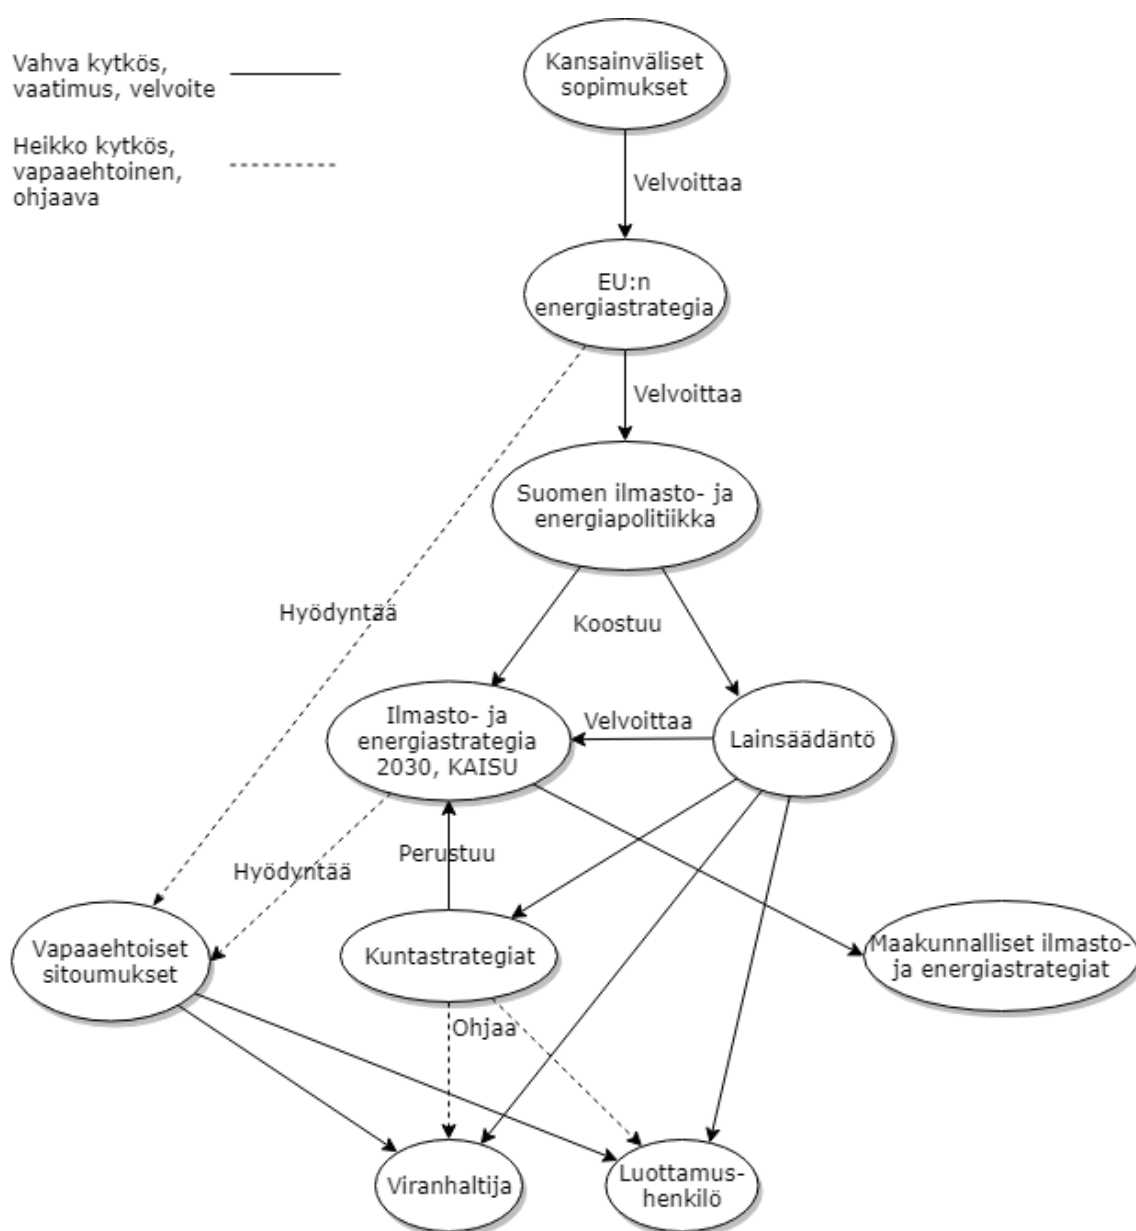 Vahva kytkös,
vaatimus, velvoite
Heikko kytkös,
vapaaehtoinen,
ohjaava
Kansainväliset
sopimukset
Velvoittaa
EU:n
energiastrategia
Velvoittaa
Suomen ilmasto- ja
energiapolitiikka
Hyödyntää
Koostuu
Ilmasto- ja
energiastrategia
2030, KAISU
Velvoittaa
Lainsäädäntö
Hyödyntää
Perustuu
Vapaaehtoiset
sitoumukset
Kuntastrategiat
Maakunnalliset ilmasto-
ja energiastrategiat
Ohjaa
Viranhaltija
Luottamus-
henkilö